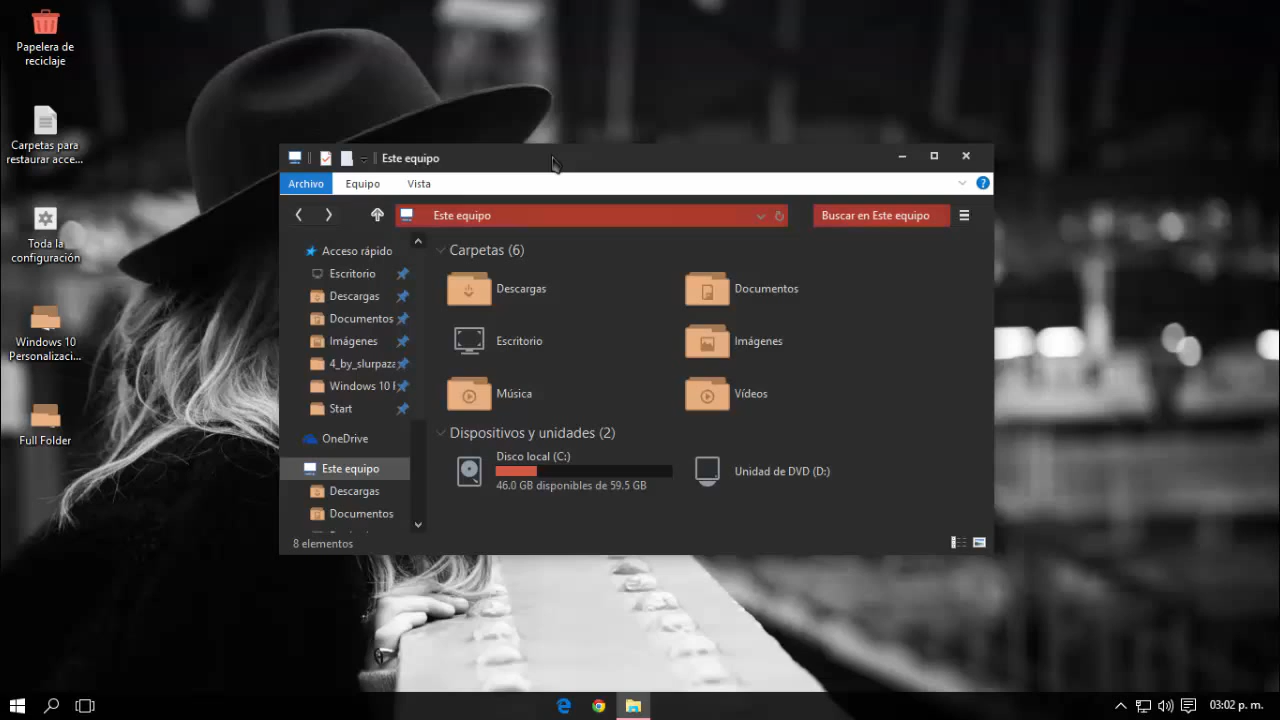 Papelera de
reciclaje
Carpetas para
restaurar acce...
Toda la
configuración
Windows 10
Personalizaci...
Full Folder
Este equipo
Archivo
Equipo
Vista
Este equipo
Buscar en Este equipo
Acceso rápido
Escritorio
Descargas
Documentos
Imágenes
4_by_slurpaza
Windows 10
Start
OneDrive
Este equipo
Descargas
Documentos
Carpetas (6)
Descargas
Documentos
Escritorio
Imágenes
Música
Vídeos
Dispositivos y unidades (2)
Disco local (C:)
46.0 GB disponibles de 59.5 GB
Unidad de DVD (D:)
8 elementos
03:02 p. m.